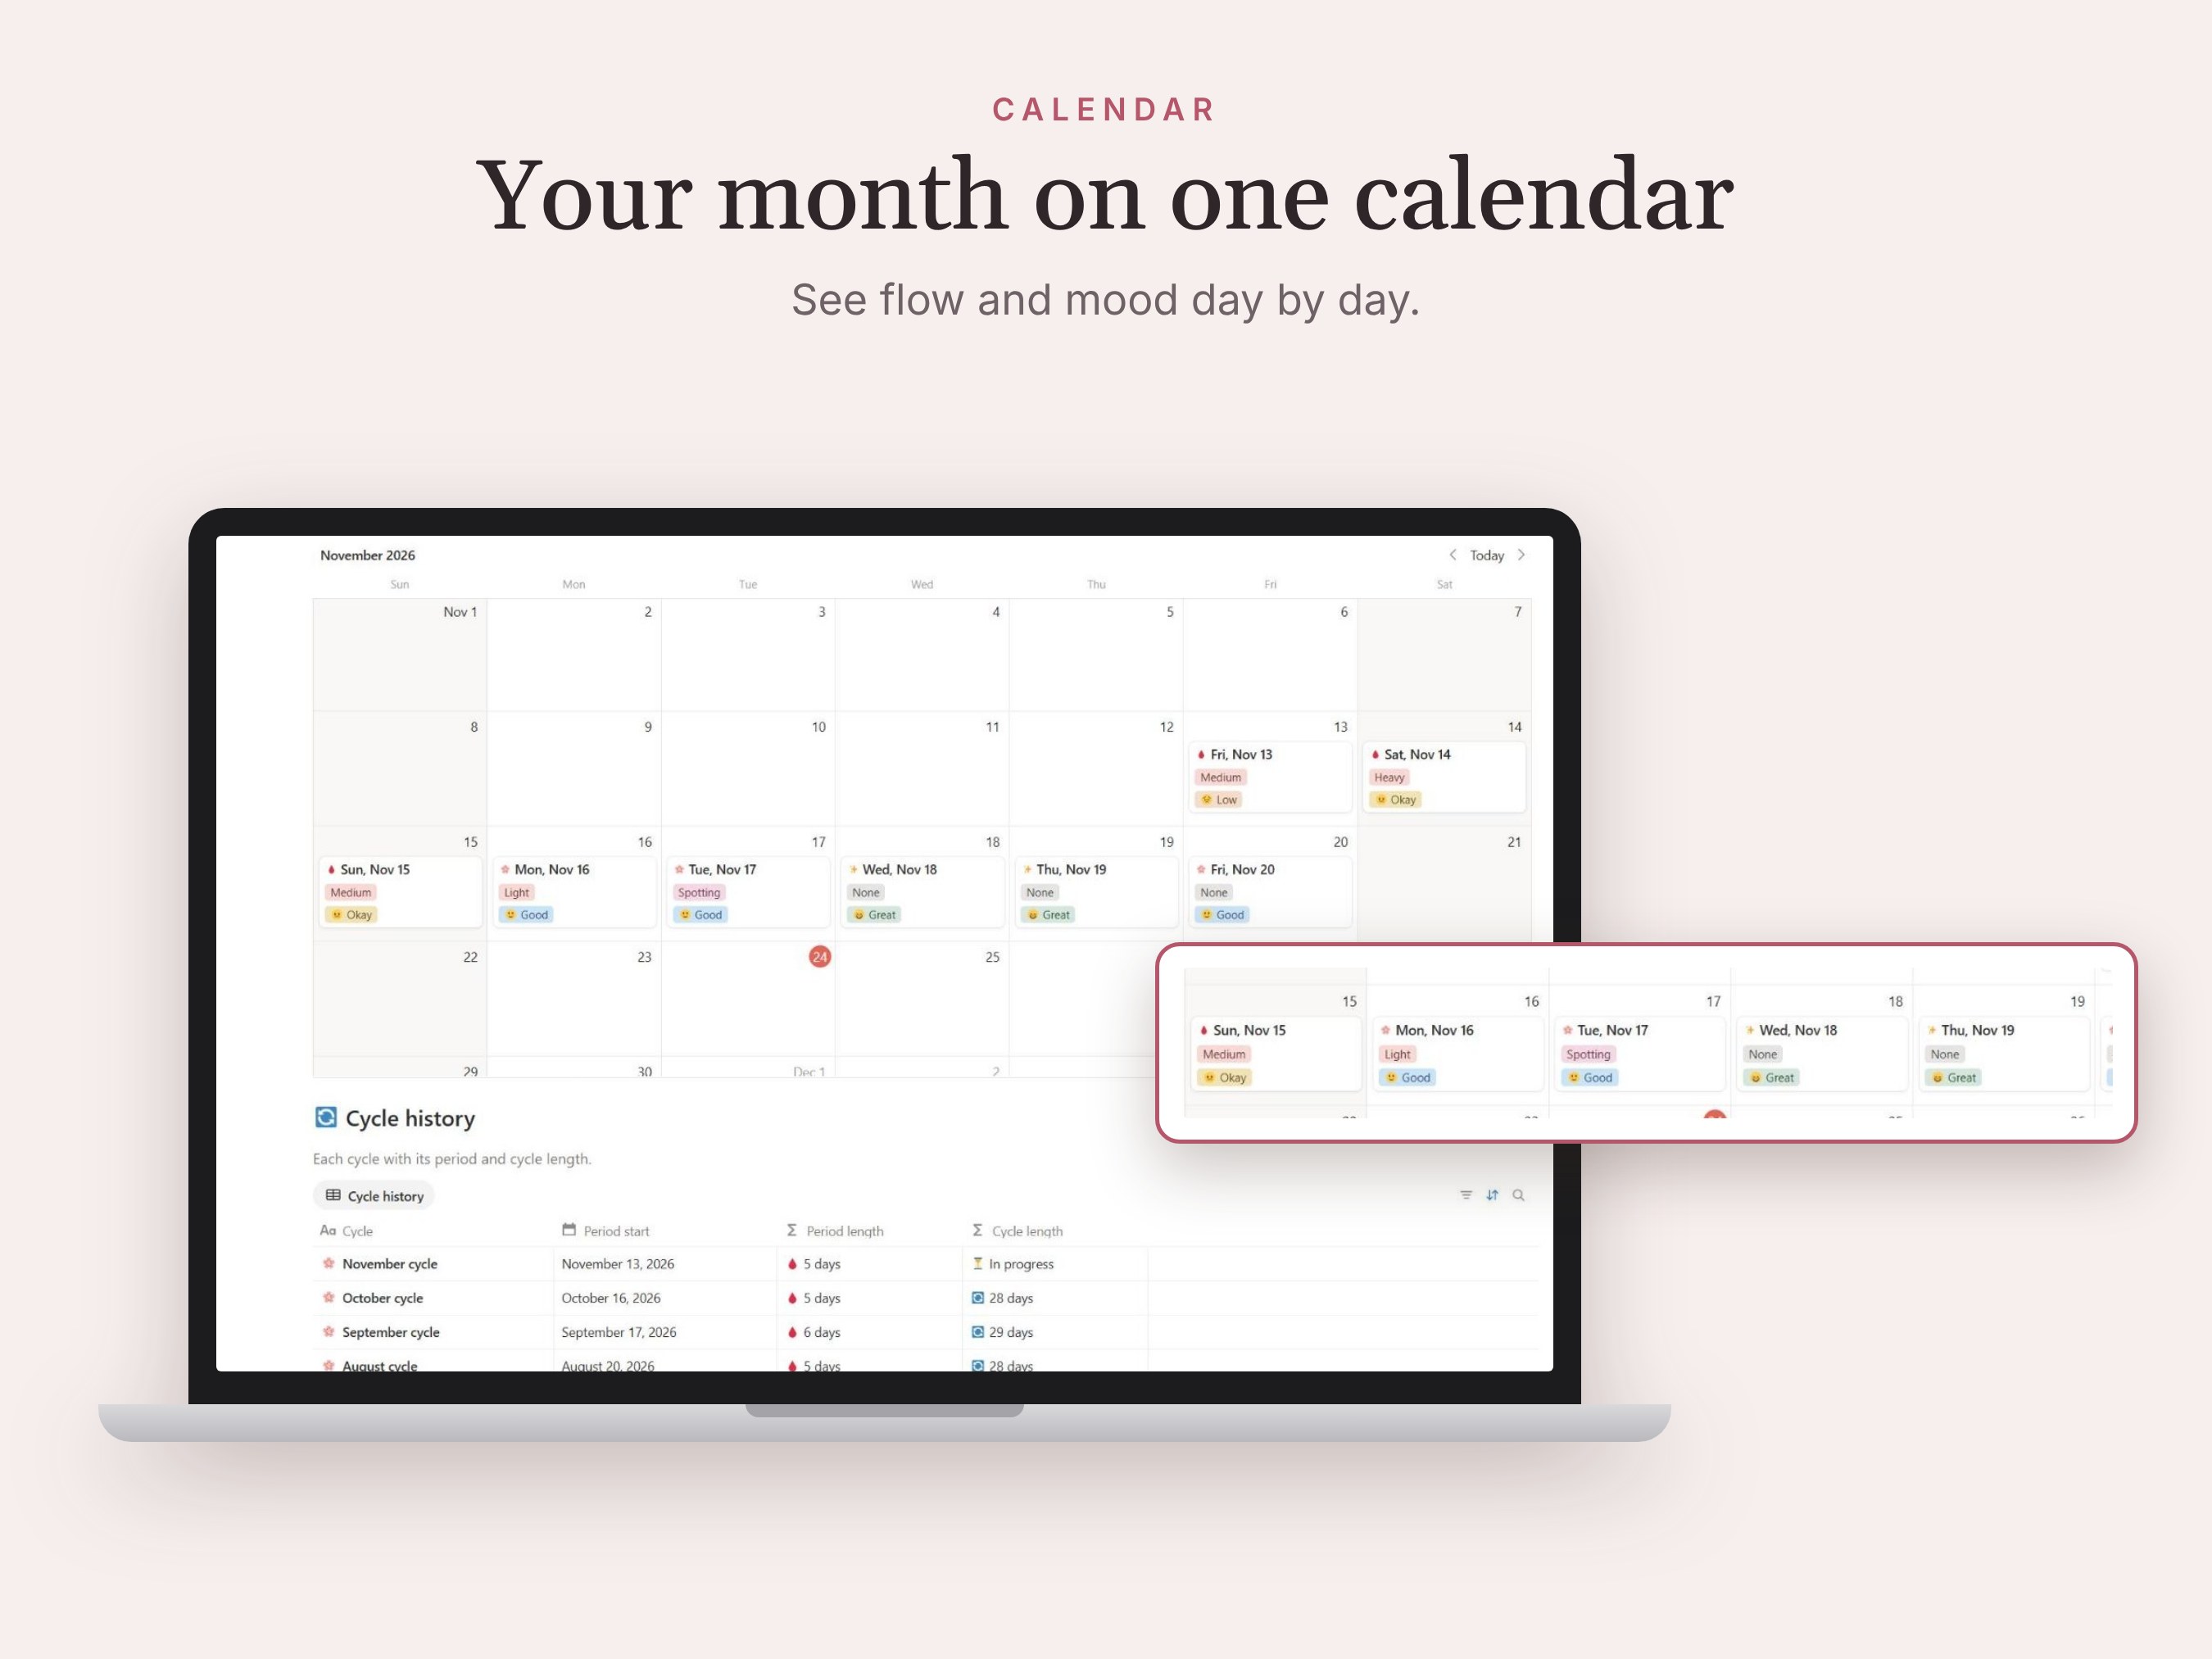 CALENDAR
Your month on one calendar
See flow and mood day by day.
November 2026
Today
Sun Mon Tue Wed Thu Fri Sat
Nov 1 2 3 4 5 6 7
8 9 10 11 12 13 14
Fri, Nov 13 Sat, Nov 14
Medium Heavy
Low Okay
15 16 17 18 19 20 21
Sun, Nov 15 Mon, Nov 16 Tue, Nov 17 Wed, Nov 18 Thu, Nov 19 Fri, Nov 20
Medium Light Spotting None None None
Okay Good Good Great Great Good
22 23 24 25
29 30 Dec 1 2
15 16 17 18 19
Sun, Nov 15 Mon, Nov 16 Tue, Nov 17 Wed, Nov 18 Thu, Nov 19
Medium Light Spotting None None
Okay Good Good Great Great
Cycle history
Each cycle with its period and cycle length.
Cycle history
Aa Cycle Period start Σ Period length Σ Cycle length
November cycle November 13, 2026 5 days In progress
October cycle October 16, 2026 5 days 28 days
September cycle September 17, 2026 6 days 29 days
August cycle August 20, 2026 5 days 28 days